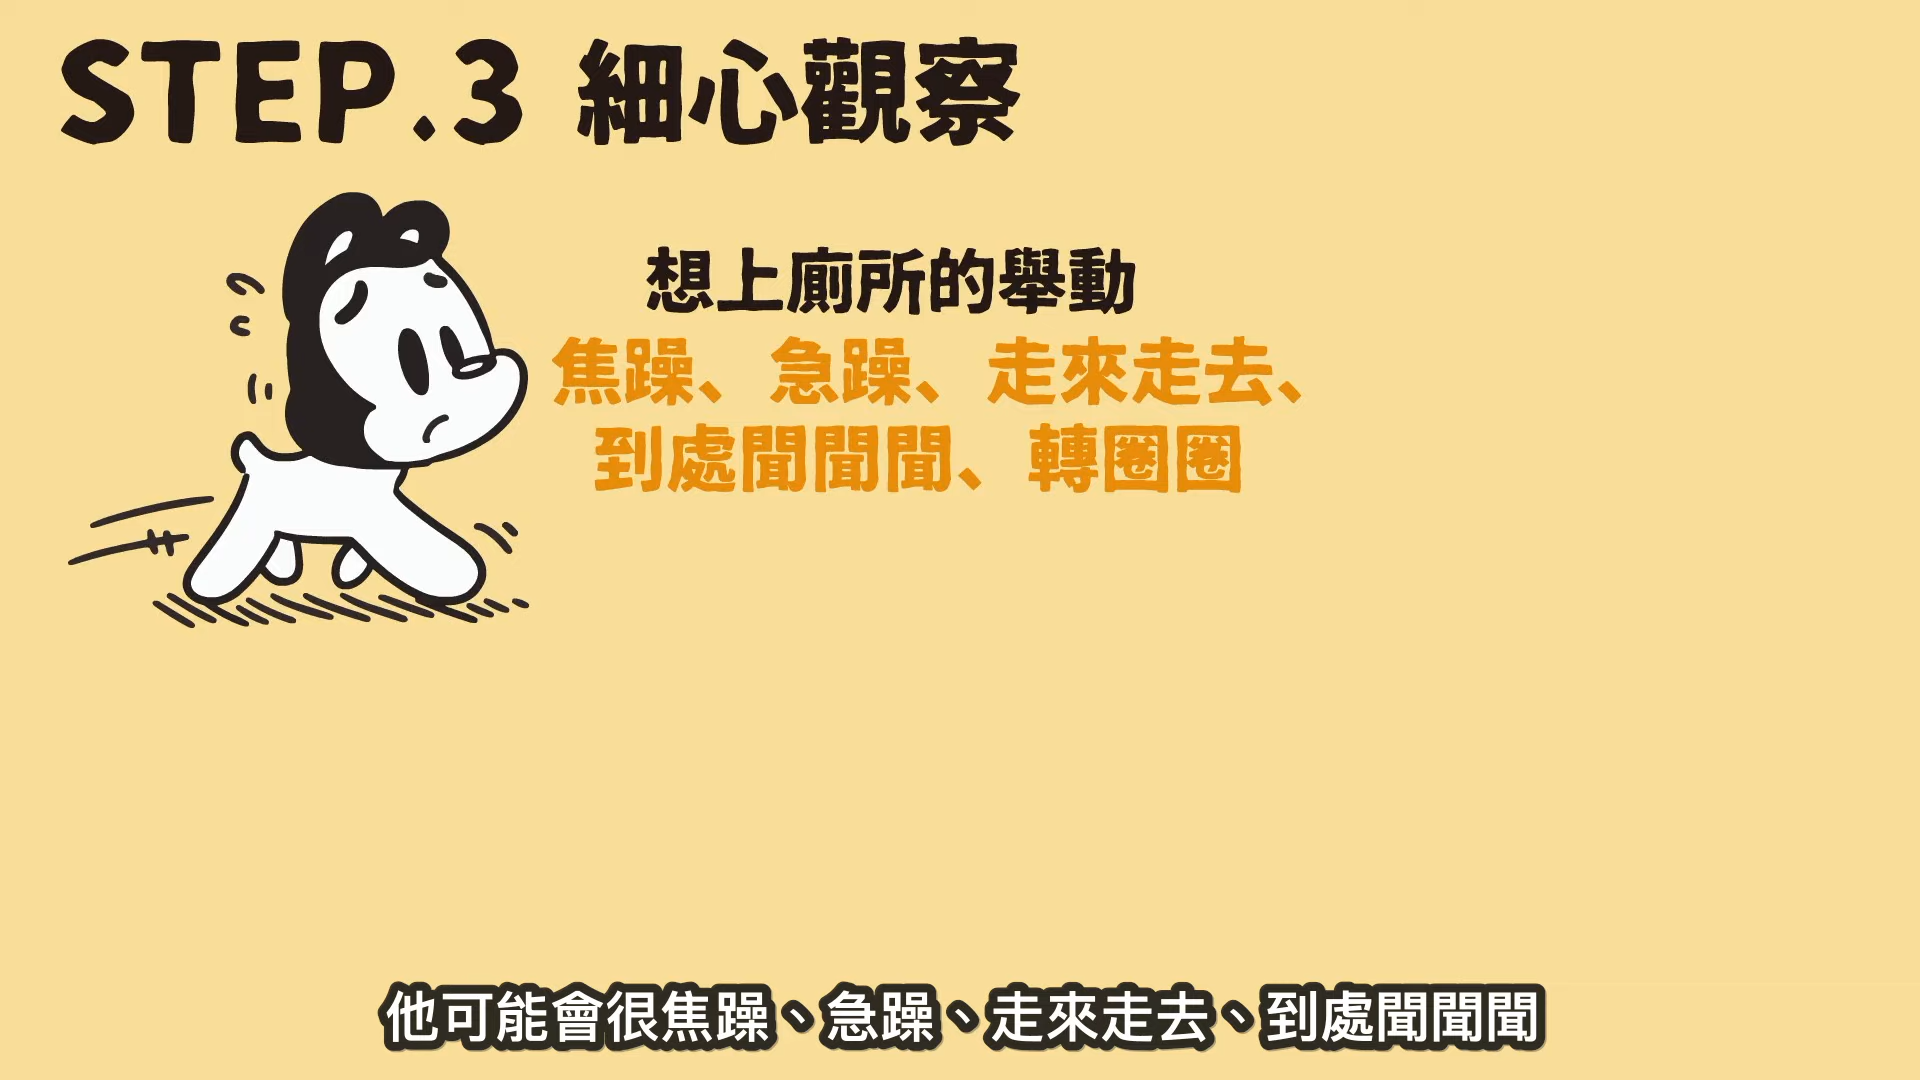 STEP.3 細心觀察
想上廁所的舉動
焦躁、急躁、走來走去、
到處聞聞聞、轉圈圈
他可能會很焦躁、急躁、走來走去、到處聞聞聞